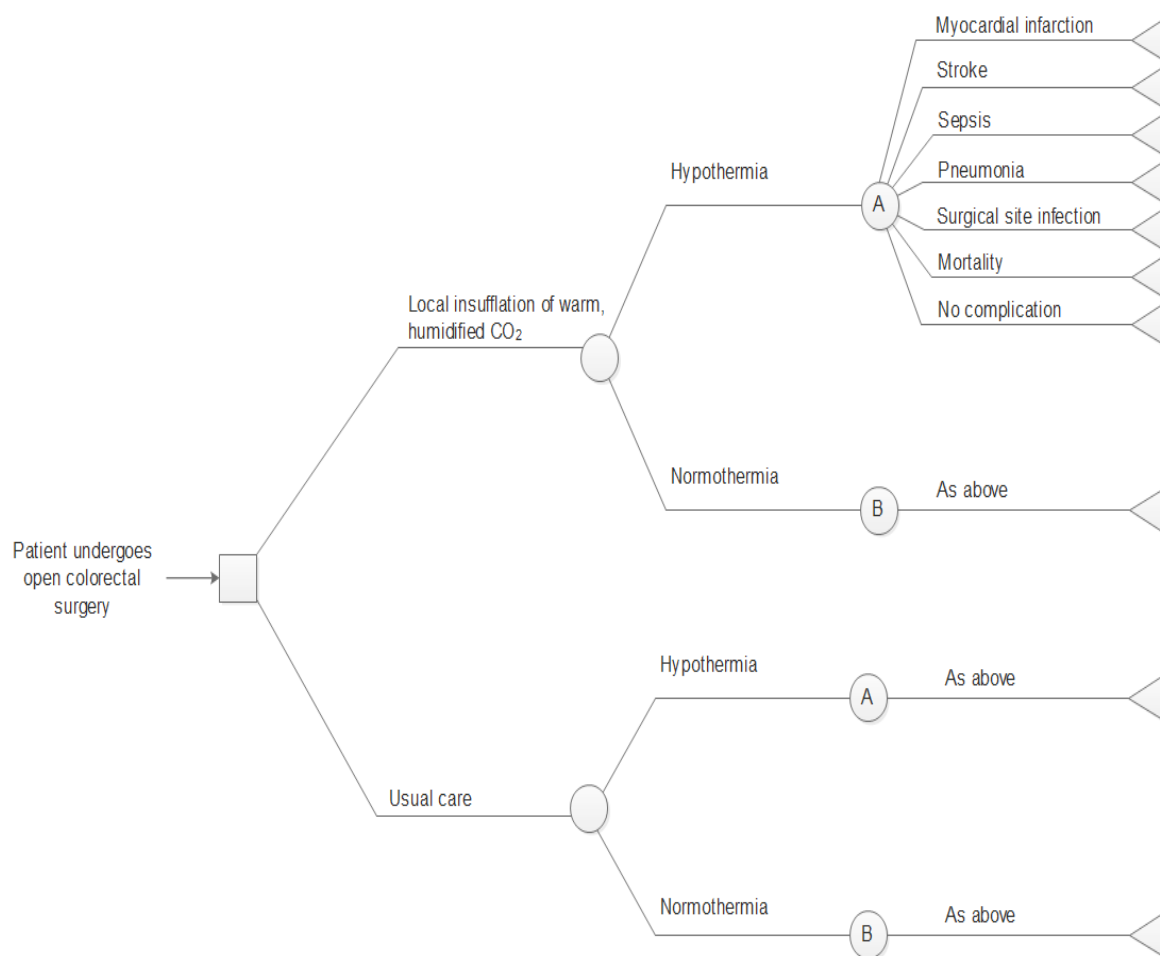 Myocardial infarction
Stroke
Sepsis
Pneumonia
Surgical site infection
Mortality
No complication
Hypothermia
A
Local insufflation of warm,
humidified CO₂
Normothermia
B
As above
Patient undergoes
open colorectal
surgery
Hypothermia
A
As above
Usual care
Normothermia
B
As above